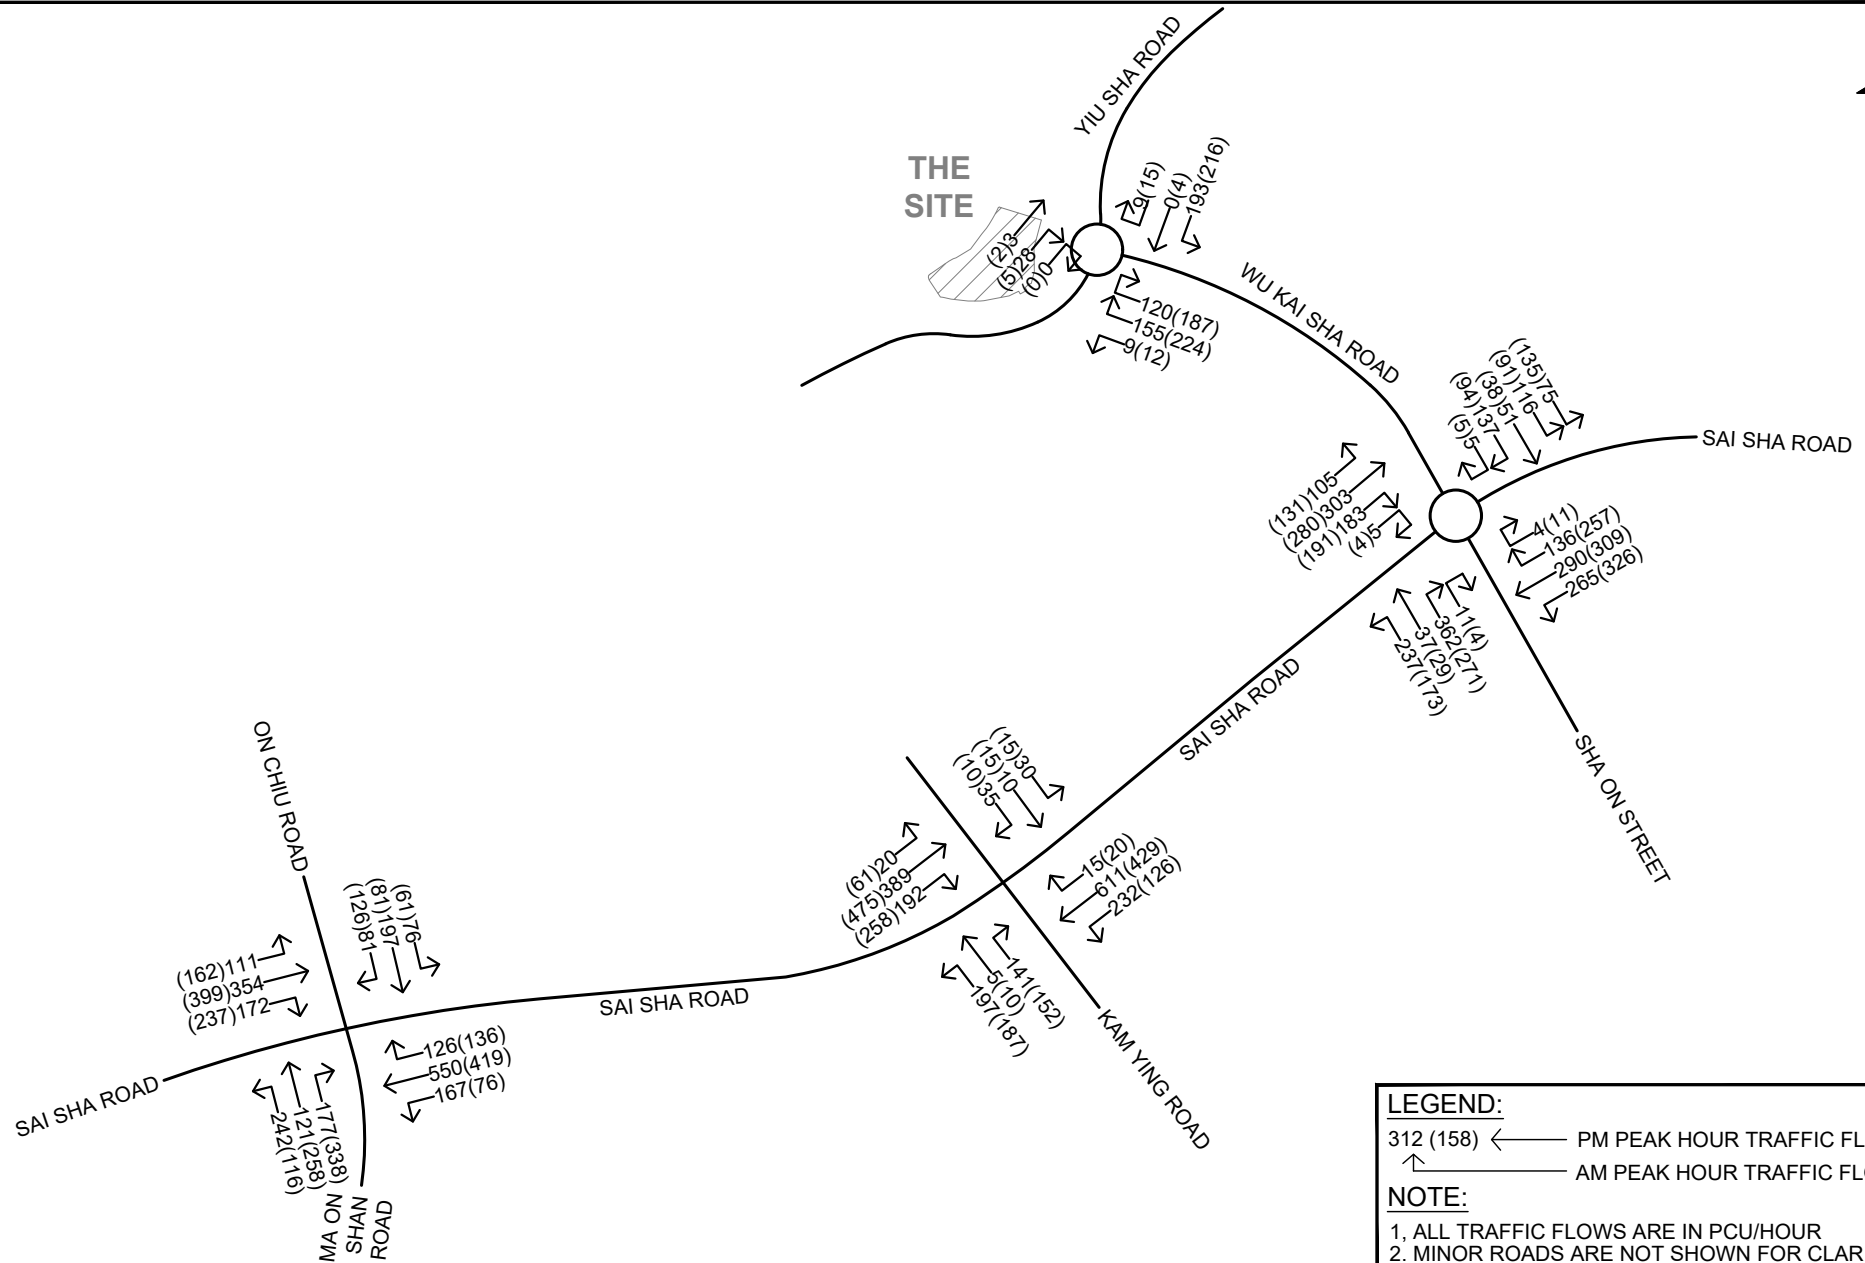 YIU SHA ROAD
THE
SITE
9(15)
0(4)
193(216)
(2)3
(5)28
(0)0
120(187)
155(224)
9(12)
WU KAI SHA ROAD
(135)75
(91)116
(38)51
(94)137
(5)5
SAI SHA ROAD
(131)105
(280)303
(191)183
(4)5
4(11)
136(257)
290(309)
265(326)
11(4)
362(271)
37(29)
237(173)
SAI SHA ROAD
SHA ON STREET
ON CHIU ROAD
(15)30
(15)10
(10)35
(61)20
(475)389
(258)192
15(20)
611(429)
232(126)
141(152)
5(10)
197(187)
KAM YING ROAD
(61)76
(81)197
(126)81
(162)111
(399)354
(237)172
SAI SHA ROAD
126(136)
550(419)
167(76)
SAI SHA ROAD
177(338)
121(258)
242(116)
MA ON
SHAN
ROAD
LEGEND:
312 (158) PM PEAK HOUR TRAFFIC FL
AM PEAK HOUR TRAFFIC FL
NOTE:
1, ALL TRAFFIC FLOWS ARE IN PCU/HOUR
2. MINOR ROADS ARE NOT SHOWN FOR CLAR